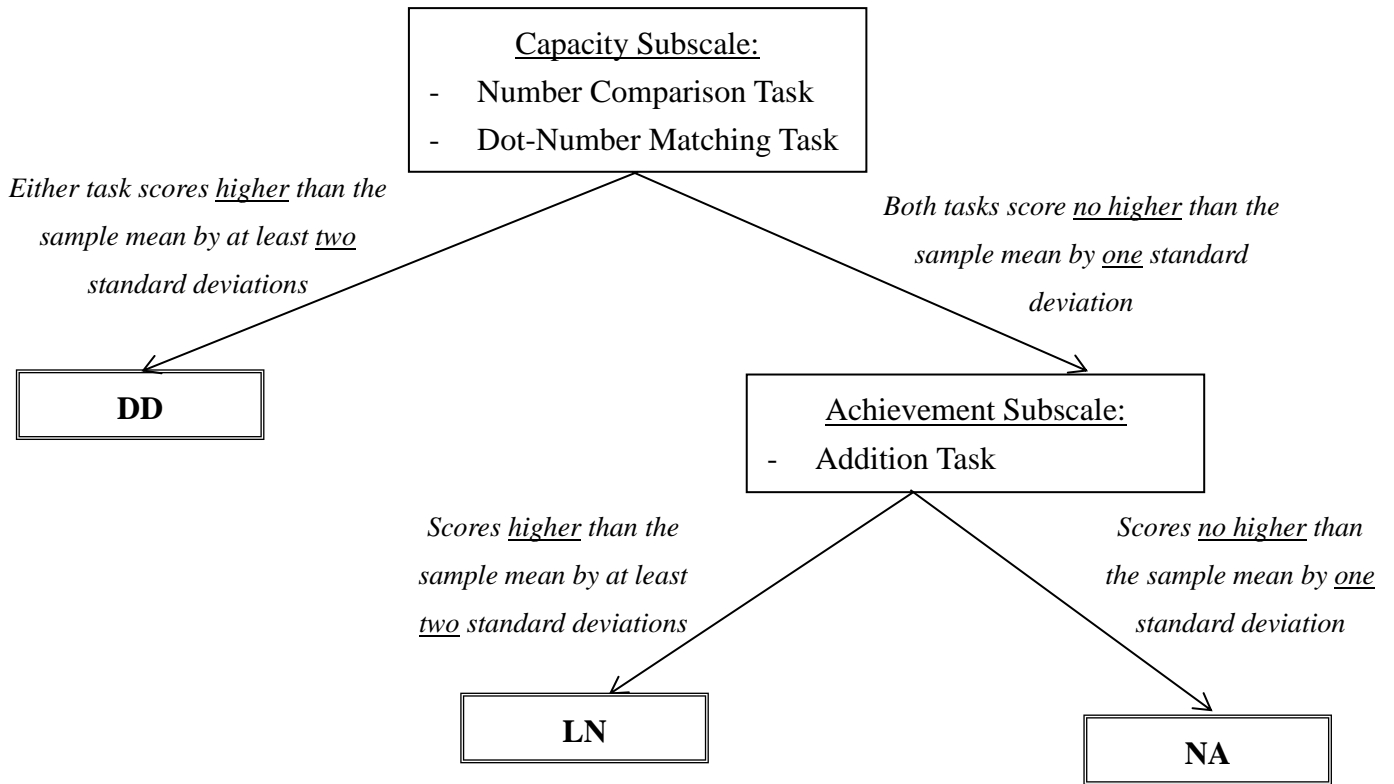 Capacity Subscale:
- Number Comparison Task
- Dot-Number Matching Task
Either task scores higher than the
sample mean by at least two
standard deviations
Both tasks score no higher than the
sample mean by one standard
deviation
DD
Achievement Subscale:
- Addition Task
Scores higher than the
sample mean by at least
two standard deviations
Scores no higher than
the sample mean by one
standard deviation
LN
NA